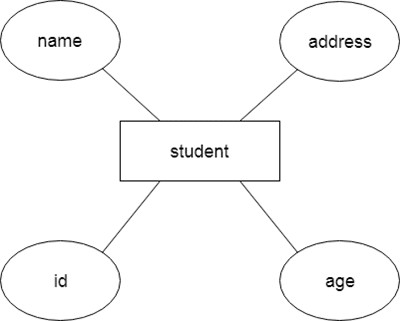 name
address
student
id
age